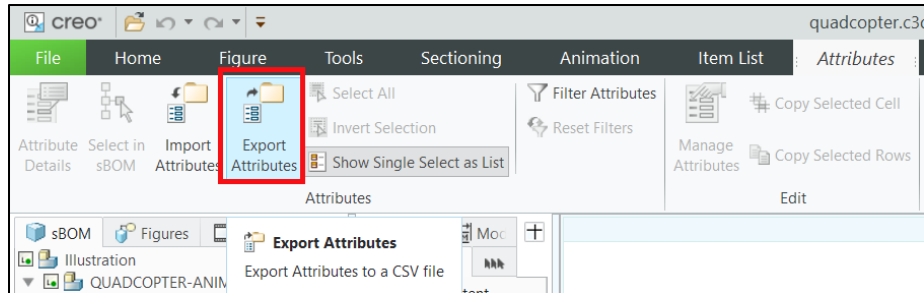 creo
quadcopter.c3d
File Home Figure Tools Sectioning Animation Item List Attributes
Attribute Details
Select in sBOM
Import Attributes
Export Attributes
Select All
Invert Selection
Show Single Select as List
Filter Attributes
Reset Filters
Manage Attributes
Copy Selected Cell
Copy Selected Rows
Attributes
Edit
sBOM Figures
Illustration
QUADCOPTER-ANIM
Export Attributes
Export Attributes to a CSV file